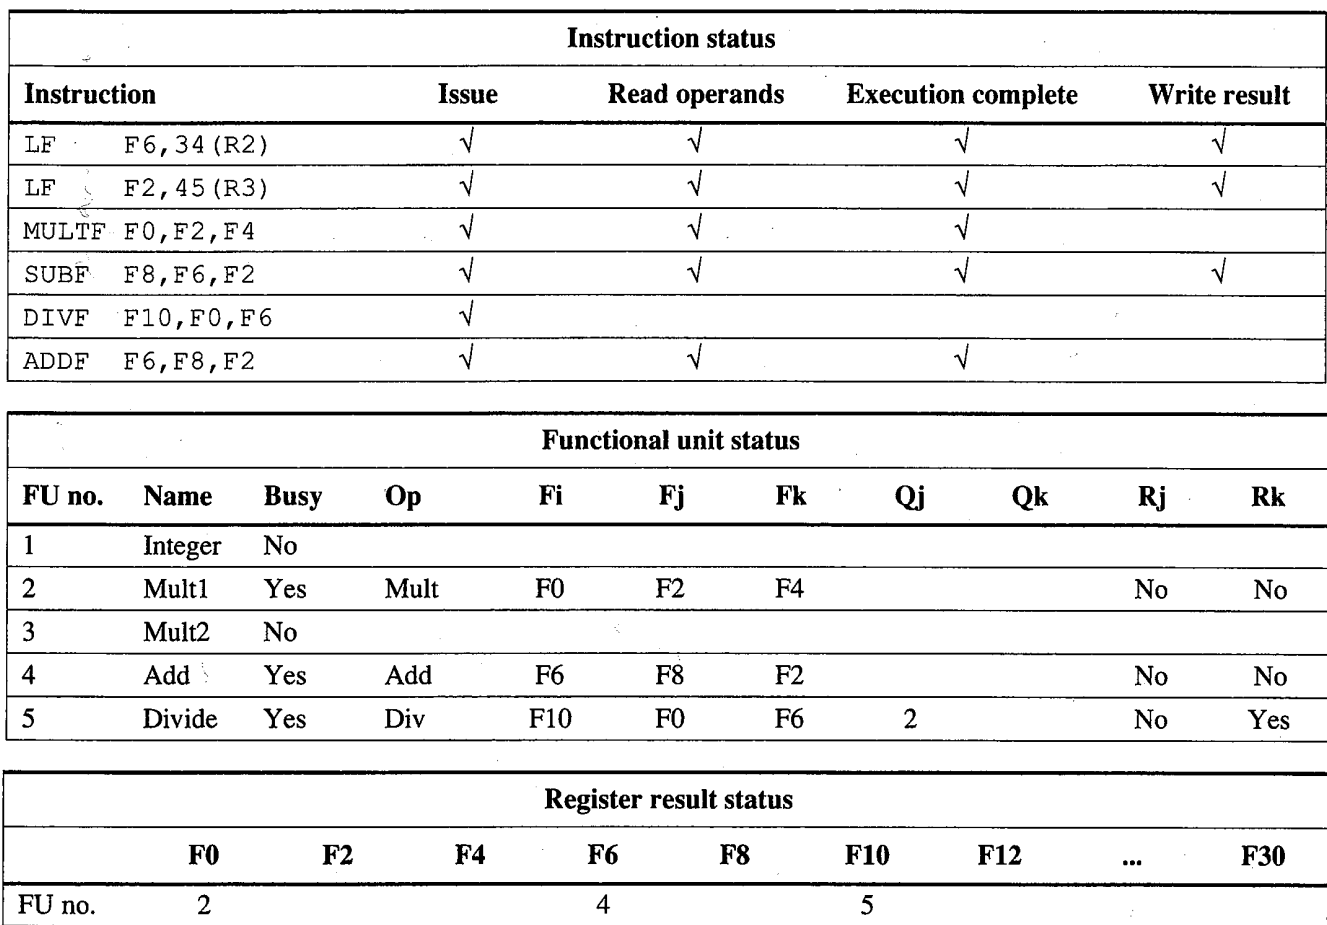 Instruction status
Instruction Issue Read operands Execution complete Write result
LF F6,34(R2) √ √ √ √
LF F2,45(R3) √ √ √ √
MULTF F0,F2,F4 √ √ √
SUBF F8,F6,F2 √ √ √ √
DIVF F10,F0,F6 √
ADDF F6,F8,F2 √ √ √
Functional unit status
FU no. Name Busy Op Fi Fj Fk Qj Qk Rj Rk
1 Integer No
2 Mult1 Yes Mult F0 F2 F4 No No
3 Mult2 No
4 Add Yes Add F6 F8 F2 No No
5 Divide Yes Div F10 F0 F6 2 No Yes
Register result status
F0 F2 F4 F6 F8 F10 F12 ... F30
FU no. 2 4 5